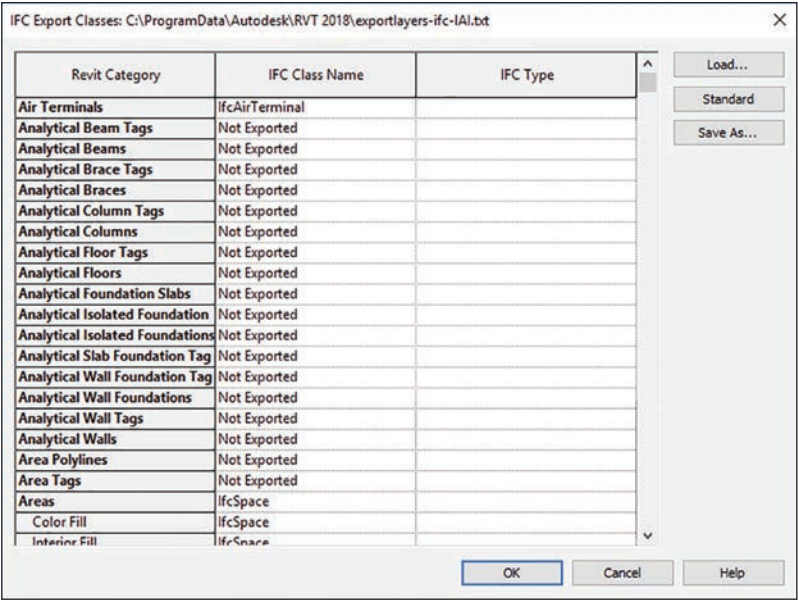 IFC Export Classes: C:\ProgramData\Autodesk\RVT 2018\exportlayers-ifc-IAI.txt
Revit Category IFC Class Name IFC Type
Load...
Standard
Save As...
Air Terminals IfcAirTerminal
Analytical Beam Tags Not Exported
Analytical Beams Not Exported
Analytical Brace Tags Not Exported
Analytical Braces Not Exported
Analytical Column Tags Not Exported
Analytical Columns Not Exported
Analytical Floor Tags Not Exported
Analytical Floors Not Exported
Analytical Foundation Slabs Not Exported
Analytical Isolated Foundation Not Exported
Analytical Isolated Foundations Not Exported
Analytical Slab Foundation Tag Not Exported
Analytical Wall Foundation Tag Not Exported
Analytical Wall Foundations Not Exported
Analytical Wall Tags Not Exported
Analytical Walls Not Exported
Area Polylines Not Exported
Area Tags Not Exported
Areas IfcSpace
Color Fill IfcSpace
Interior Fill IfcSpace
OK Cancel Help